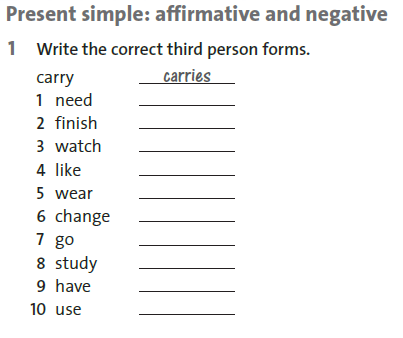 Present simple: affirmative and negative
1 Write the correct third person forms.
carry carries
1 need
2 finish
3 watch
4 like
5 wear
6 change
7 go
8 study
9 have
10 use